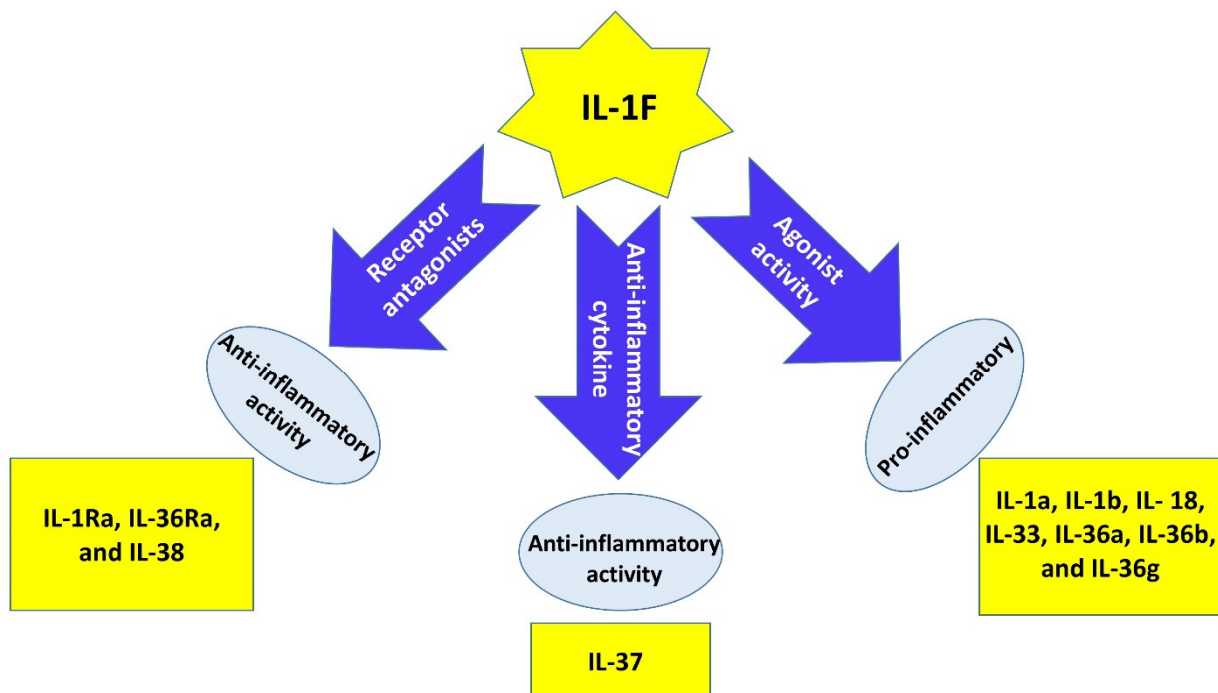 IL-1F
Receptor
antagonists
Anti-inflammatory
cytokine
Agonist
activity
Anti-inflammatory
activity
Anti-inflammatory
activity
Pro-inflammatory
IL-1Ra, IL-36Ra,
and IL-38
IL-37
IL-1a, IL-1b, IL- 18,
IL-33, IL-36a, IL-36b,
and IL-36g